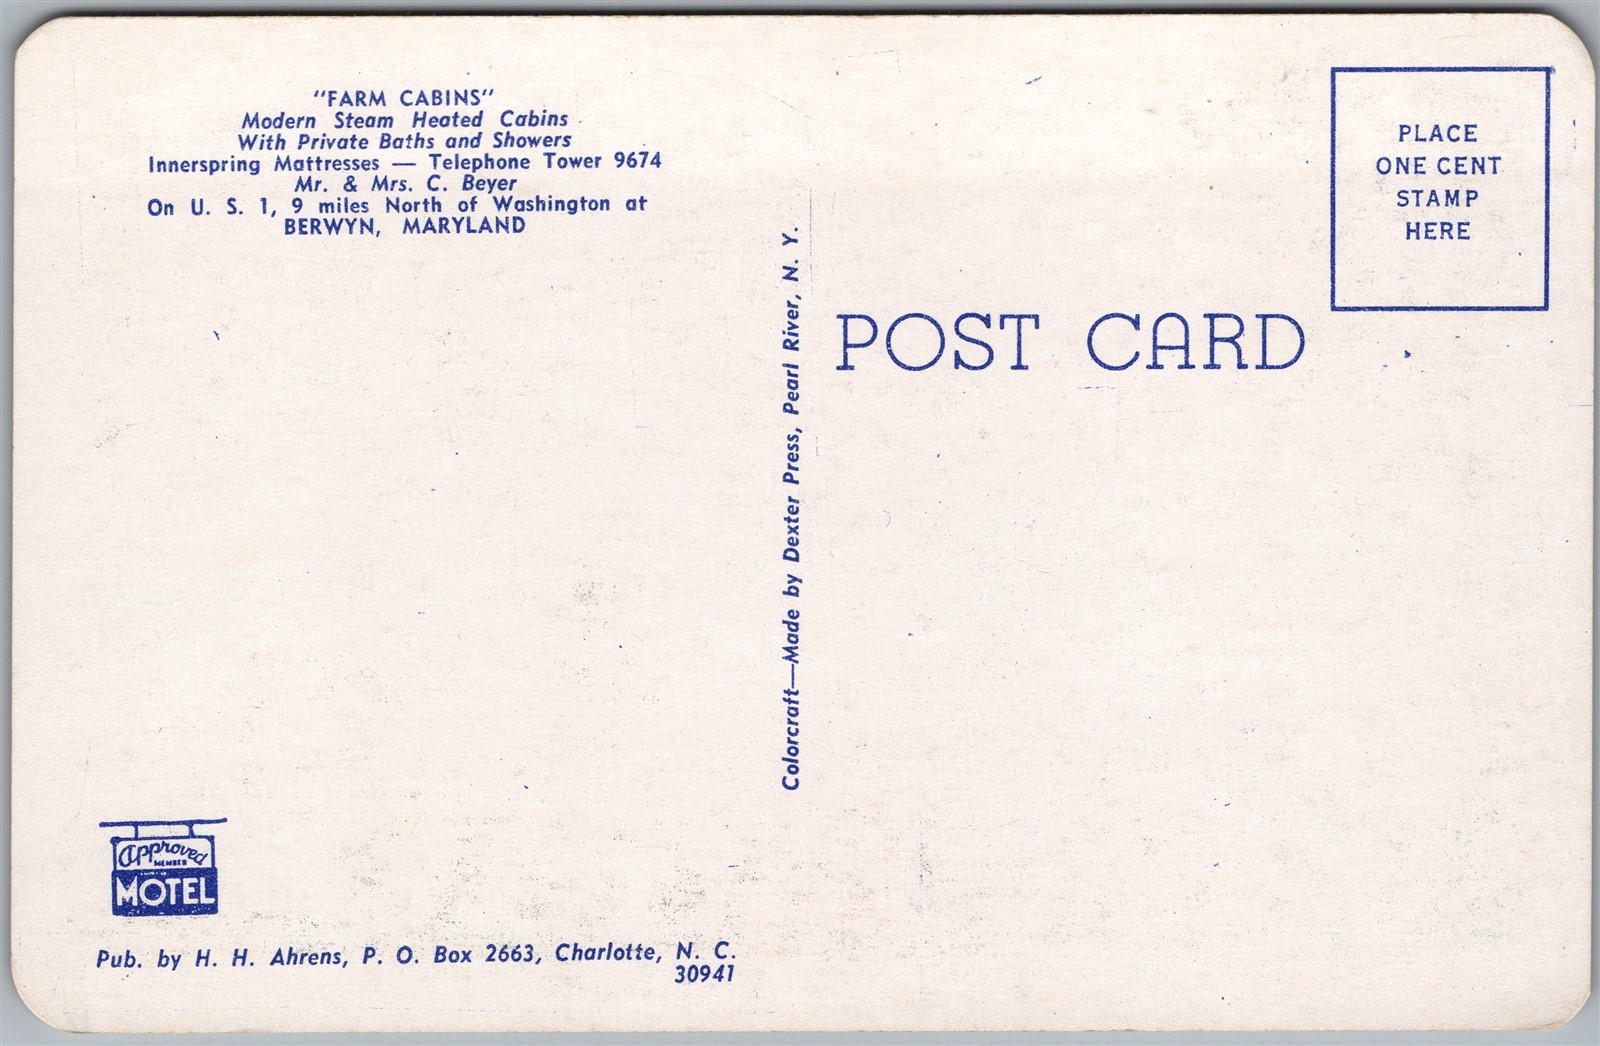 "FARM CABINS"
Modern Steam Heated Cabins
With Private Baths and Showers
Innerspring Mattresses — Telephone Tower 9674
Mr. & Mrs. C. Beyer
On U. S. 1, 9 miles North of Washington at
BERWYN, MARYLAND
Approved
MEMBER
MOTEL
Pub. by H. H. Ahrens, P. O. Box 2663, Charlotte, N. C.
30941
Colorcraft—Made by Dexter Press, Pearl River, N. Y.
POST CARD
PLACE
ONE CENT
STAMP
HERE